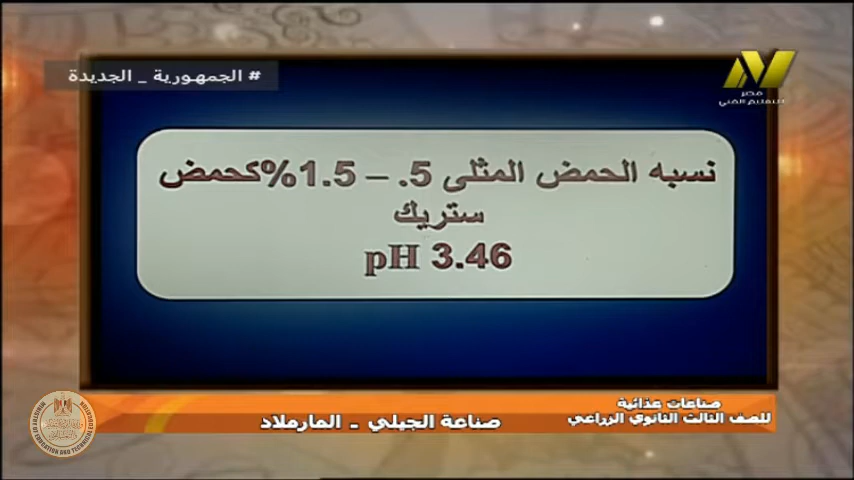 # الجمهورية _ الجديدة
مصر
التعليم الفني
نسبه الحمض المثلى 5. – 1.5%كحمض
ستريك
pH 3.46
صناعات غذائية
للصف الثالث الثانوي الزراعي
صناعة الجيلي - المارملاد